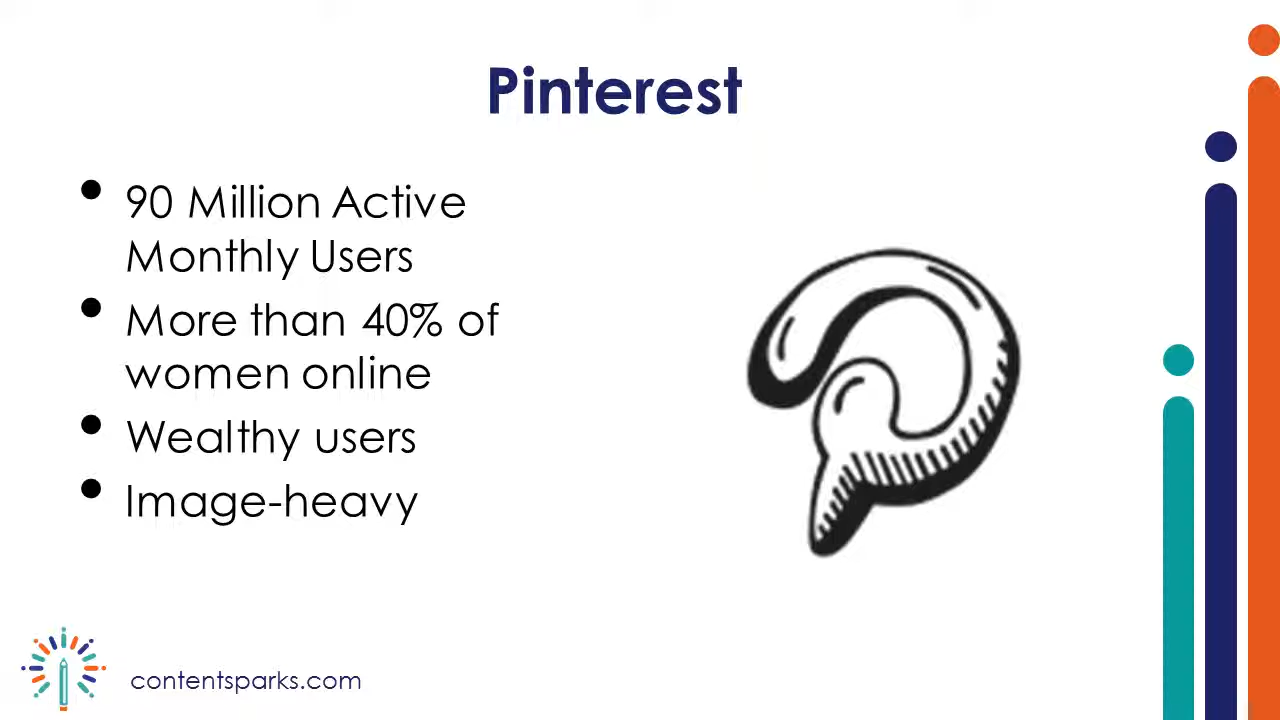 Pinterest
• 90 Million Active
Monthly Users
• More than 40% of
women online
• Wealthy users
• Image-heavy
contentsparks.com